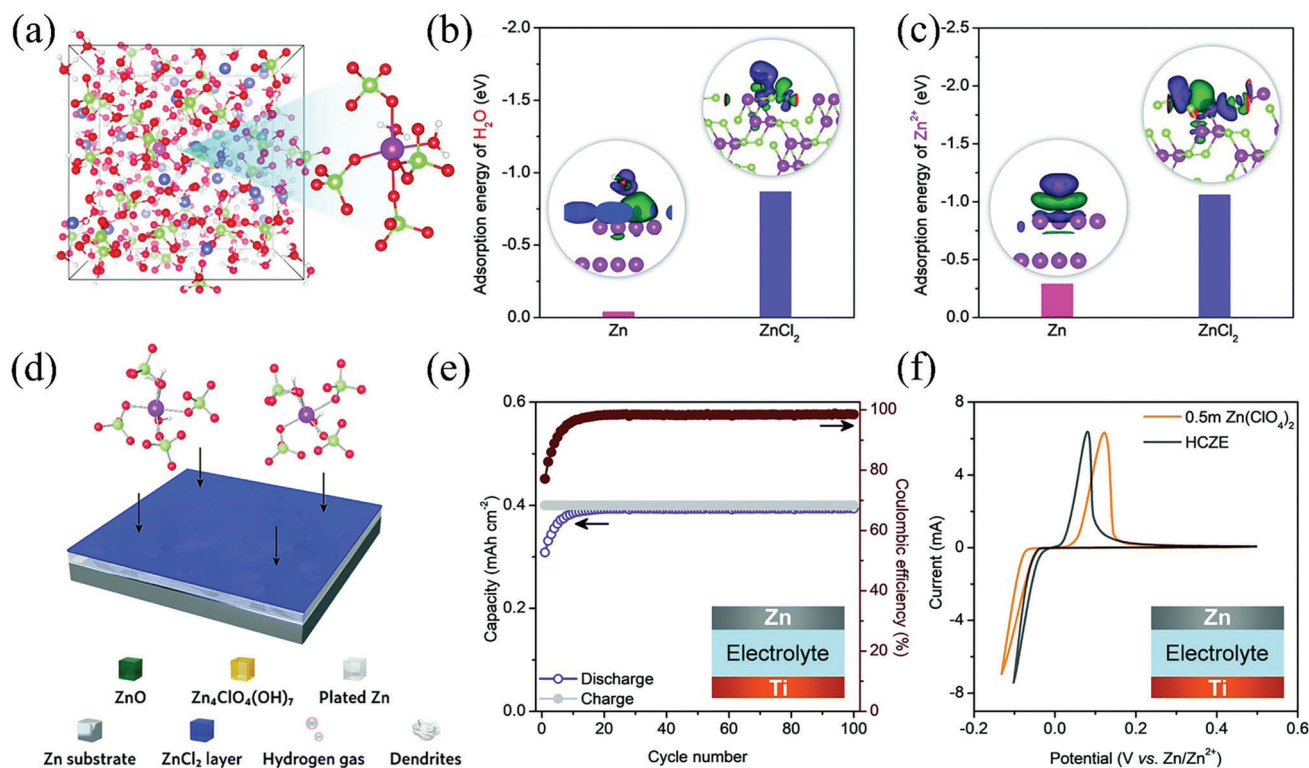 (a)
(b)
Adsorption energy of H₂O (eV)
-2.0
-1.5
-1.0
-0.5
0.0
Zn
ZnCl₂
(c)
Adsorption energy of Zn²⁺ (eV)
-2.5
-2.0
-1.5
-1.0
-0.5
0.0
Zn
ZnCl₂
(d)
ZnO
Zn₄ClO₄(OH)₇
Plated Zn
Zn substrate
ZnCl₂ layer
Hydrogen gas
Dendrites
(e)
Capacity (mAh cm⁻²)
0.6
0.4
0.2
0.0
Discharge
Charge
Zn
Electrolyte
Ti
0
20
40
60
80
100
Cycle number
100
80
60
40
20
0
Coulombic efficiency (%)
(f)
Current (mA)
8
4
0
-4
-8
0.5m Zn(ClO₄)₂
HCZE
Zn
Electrolyte
Ti
-0.2
0.0
0.2
0.4
0.6
Potential (V vs. Zn/Zn²⁺)